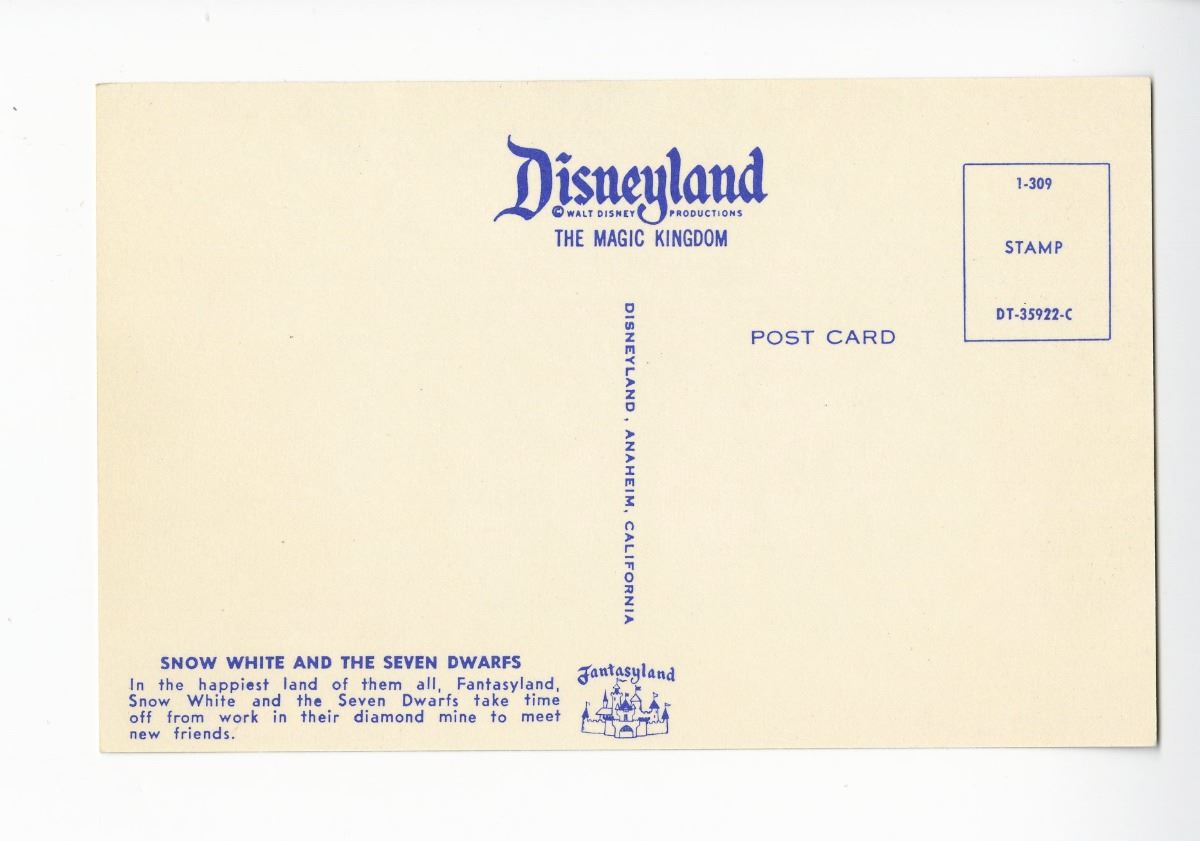 Disneyland
© WALT DISNEY PRODUCTIONS
THE MAGIC KINGDOM
1-309
STAMP
DT-35922-C
POST CARD
DISNEYLAND, ANAHEIM, CALIFORNIA
SNOW WHITE AND THE SEVEN DWARFS
In the happiest land of them all, Fantasyland,
Snow White and the Seven Dwarfs take time
off from work in their diamond mine to meet
new friends.
Fantasyland